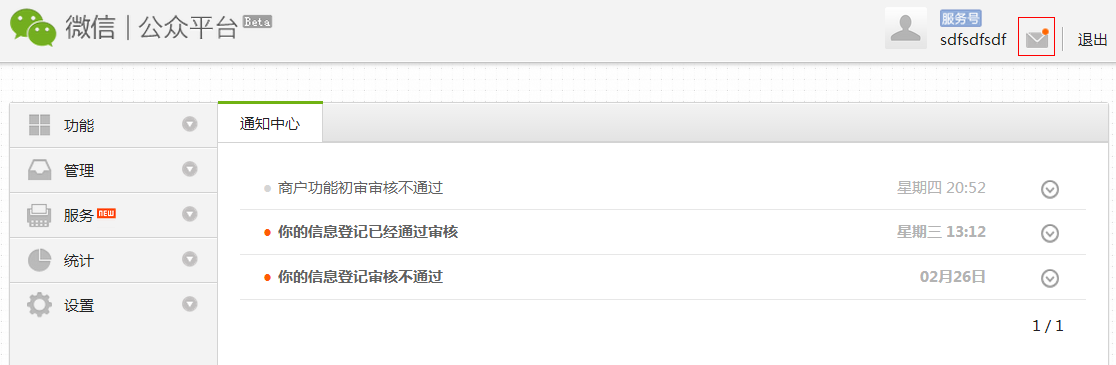 微信 | 公众平台 Beta
服务号
sdfsdfsdf
退出
功能
管理
服务 NEW
统计
设置
通知中心
商户功能初审审核不通过 星期四 20:52
你的信息登记已经通过审核 星期三 13:12
你的信息登记审核不通过 02月26日
1 / 1